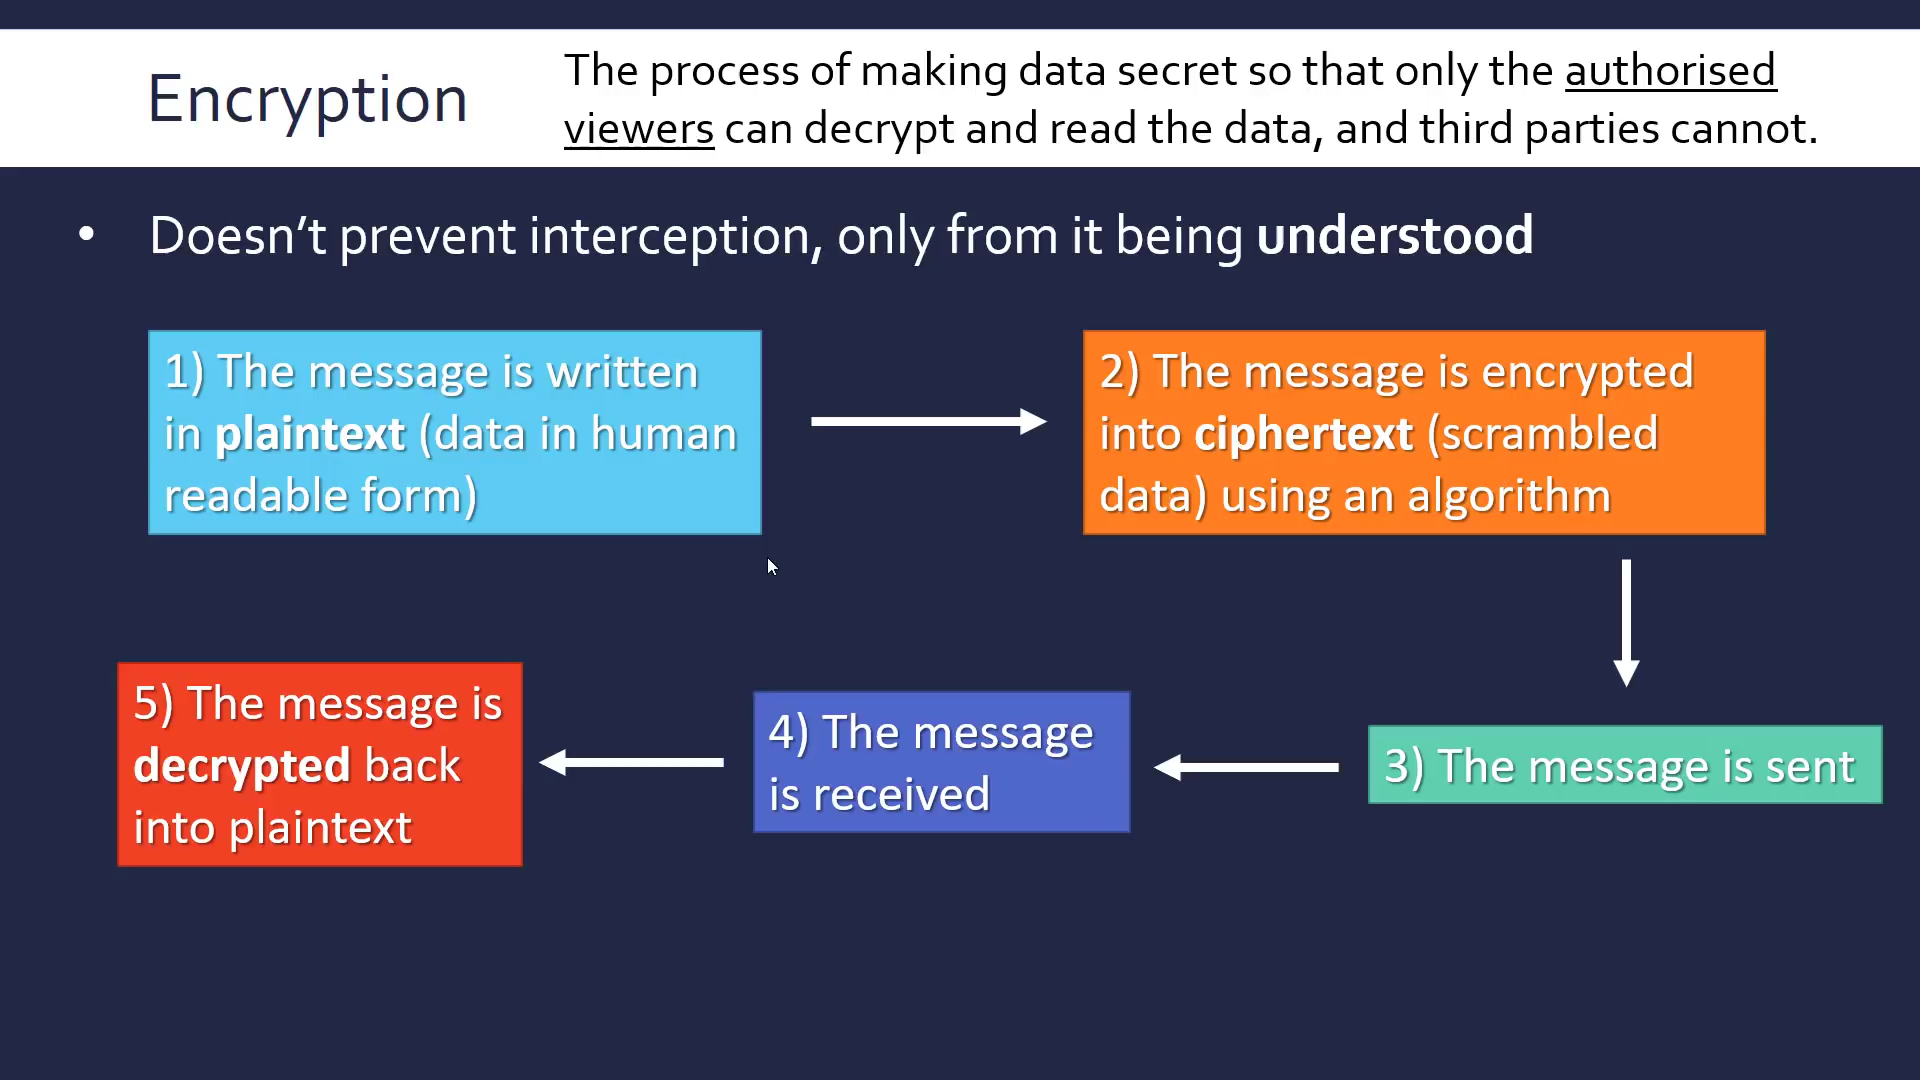 Encryption
The process of making data secret so that only the authorised
viewers can decrypt and read the data, and third parties cannot.
• Doesn’t prevent interception, only from it being understood
1) The message is written
in plaintext (data in human
readable form)
2) The message is encrypted
into ciphertext (scrambled
data) using an algorithm
3) The message is sent
4) The message
is received
5) The message is
decrypted back
into plaintext